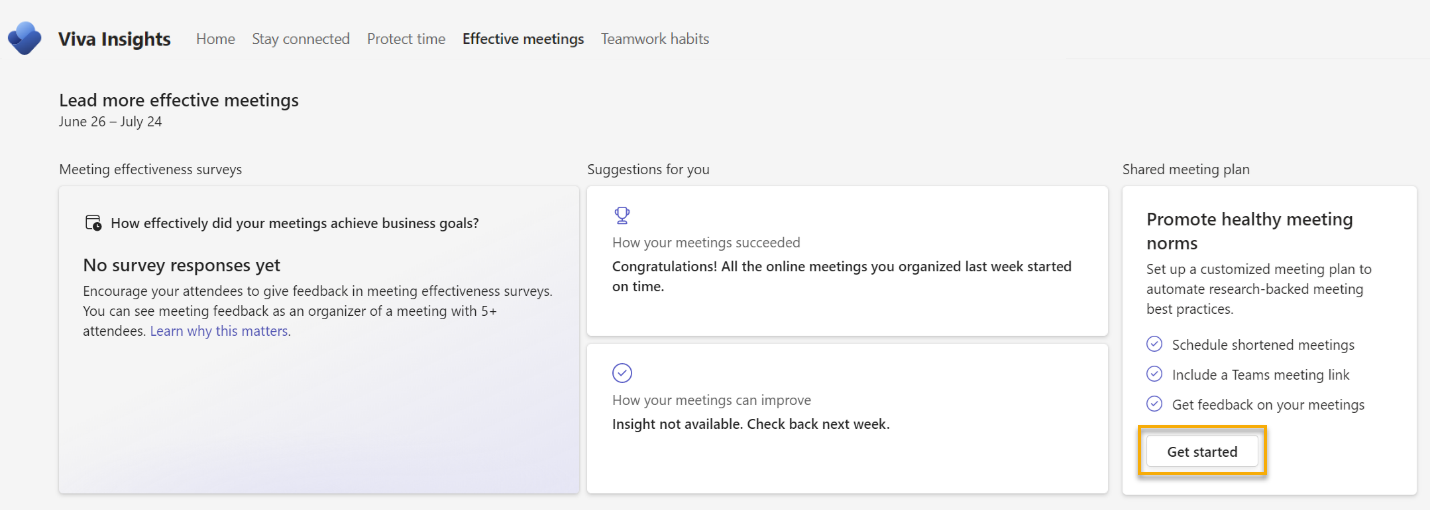 Viva Insights Home Stay connected Protect time Effective meetings Teamwork habits
Lead more effective meetings
June 26 – July 24
Meeting effectiveness surveys
How effectively did your meetings achieve business goals?
No survey responses yet
Encourage your attendees to give feedback in meeting effectiveness surveys.
You can see meeting feedback as an organizer of a meeting with 5+
attendees. Learn why this matters.
Suggestions for you
How your meetings succeeded
Congratulations! All the online meetings you organized last week started
on time.
How your meetings can improve
Insight not available. Check back next week.
Shared meeting plan
Promote healthy meeting
norms
Set up a customized meeting plan to
automate research-backed meeting
best practices.
Schedule shortened meetings
Include a Teams meeting link
Get feedback on your meetings
Get started